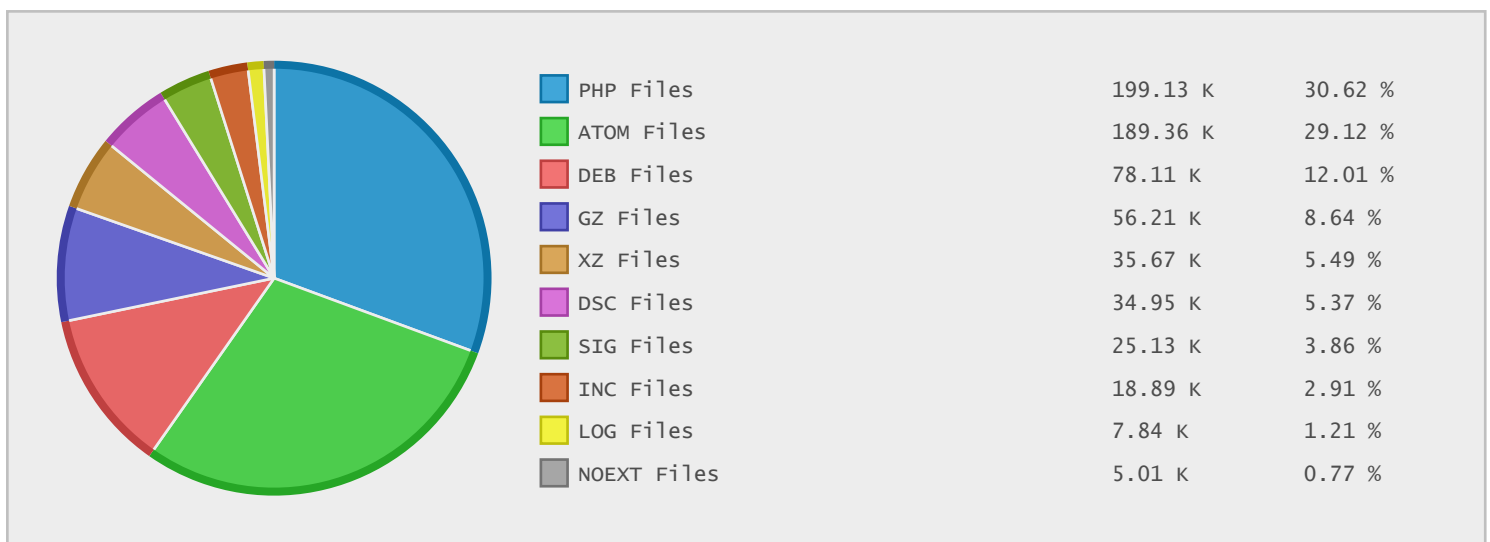 PHP Files 199.13 K 30.62 %
ATOM Files 189.36 K 29.12 %
DEB Files 78.11 K 12.01 %
GZ Files 56.21 K 8.64 %
XZ Files 35.67 K 5.49 %
DSC Files 34.95 K 5.37 %
SIG Files 25.13 K 3.86 %
INC Files 18.89 K 2.91 %
LOG Files 7.84 K 1.21 %
NOEXT Files 5.01 K 0.77 %